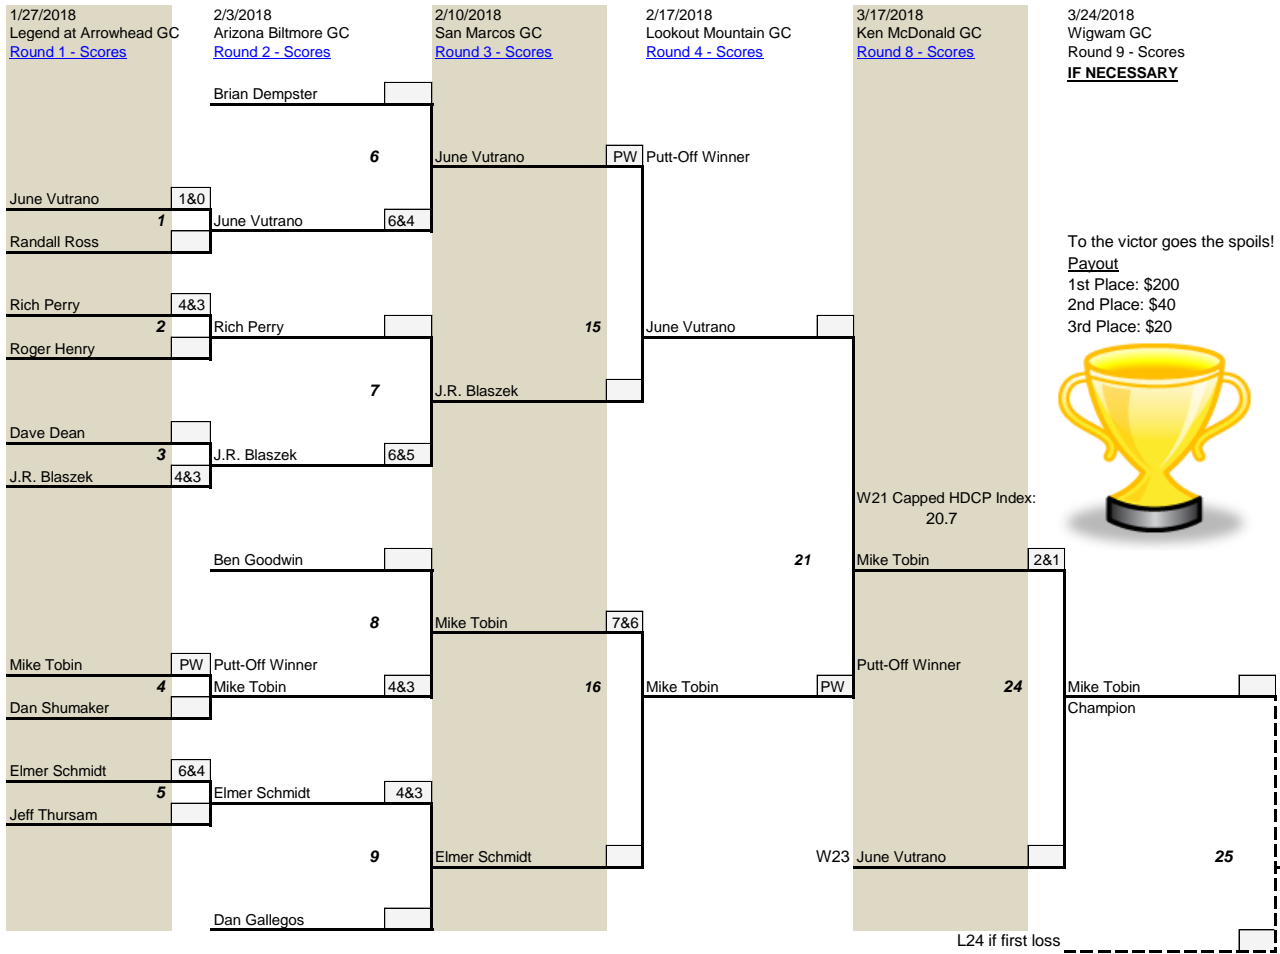 1/27/2018 2/3/2018 2/10/2018 2/17/2018 3/17/2018 3/24/2018
Legend at Arrowhead GC Arizona Biltmore GC San Marcos GC Lookout Mountain GC Ken McDonald GC Wigwam GC
Round 1 - Scores Round 2 - Scores Round 3 - Scores Round 4 - Scores Round 8 - Scores Round 9 - Scores
IF NECESSARY
Brian Dempster
6 June Vutrano PW Putt-Off Winner
June Vutrano 1&0
1 June Vutrano 6&4
Randall Ross
To the victor goes the spoils!
Payout
1st Place: $200
Rich Perry 4&3
2nd Place: $40
2 Rich Perry 15 June Vutrano
3rd Place: $20
Roger Henry
7 J.R. Blaszek
Dave Dean
3 J.R. Blaszek 6&5
J.R. Blaszek 4&3
W21 Capped HDCP Index:
20.7
Ben Goodwin 21 Mike Tobin 2&1
8 Mike Tobin 7&6
Mike Tobin PW Putt-Off Winner Putt-Off Winner
4 Mike Tobin 4&3 16 Mike Tobin PW 24 Mike Tobin
Dan Shumaker Champion
Elmer Schmidt 6&4
5 Elmer Schmidt 4&3
Jeff Thursam
9 Elmer Schmidt W23 June Vutrano 25
Dan Gallegos
L24 if first loss